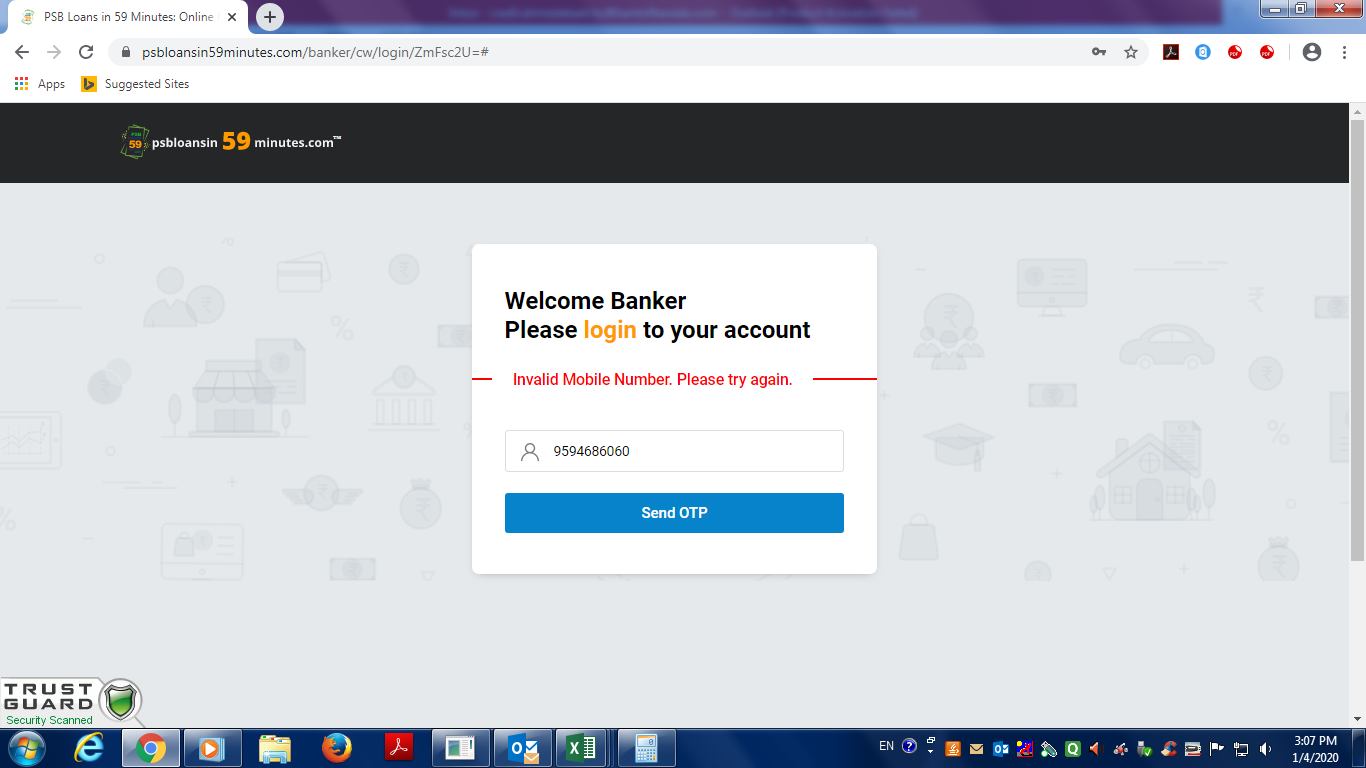 PSB Loans in 59 Minutes: Online
psbloansin59minutes.com/banker/cw/login/ZmFsc2U=#
Apps
Suggested Sites
psbloansin 59 minutes.com™
Welcome Banker
Please login to your account
Invalid Mobile Number. Please try again.
9594686060
Send OTP
TRUST
GUARD
Security Scanned
EN
3:07 PM
1/4/2020